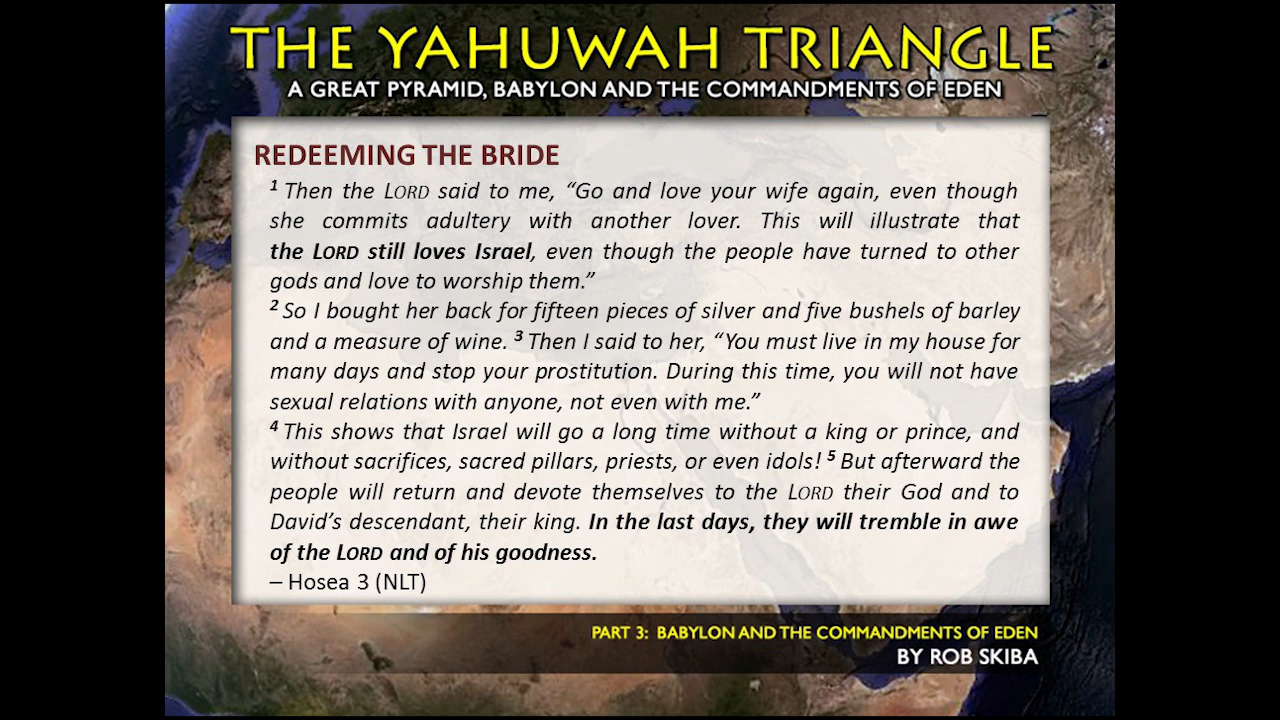 THE YAHUWAH TRIANGLE
A GREAT PYRAMID, BABYLON AND THE COMMANDMENTS OF EDEN
REDEEMING THE BRIDE
1 Then the LORD said to me, “Go and love your wife again, even though
she commits adultery with another lover. This will illustrate that
the LORD still loves Israel, even though the people have turned to other
gods and love to worship them.”
2 So I bought her back for fifteen pieces of silver and five bushels of barley
and a measure of wine. 3 Then I said to her, “You must live in my house for
many days and stop your prostitution. During this time, you will not have
sexual relations with anyone, not even with me.”
4 This shows that Israel will go a long time without a king or prince, and
without sacrifices, sacred pillars, priests, or even idols! 5 But afterward the
people will return and devote themselves to the LORD their God and to
David’s descendant, their king. In the last days, they will tremble in awe
of the LORD and of his goodness.
– Hosea 3 (NLT)
PART 3: BABYLON AND THE COMMANDMENTS OF EDEN
BY ROB SKIBA